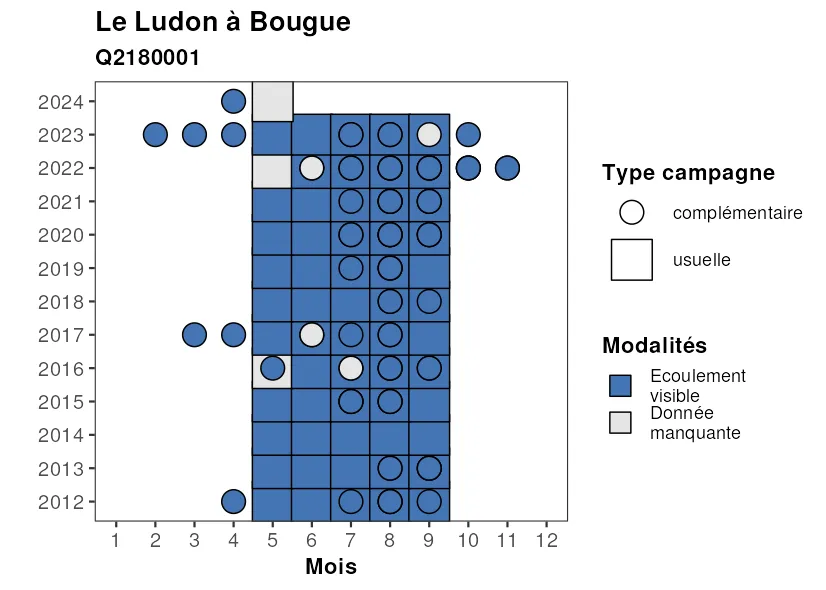 Le Ludon à Bougue
Q2180001
2024
2023
2022
2021
2020
2019
2018
2017
2016
2015
2014
2013
2012
1 2 3 4 5 6 7 8 9 10 11 12
Mois
Type campagne
complémentaire
usuelle
Modalités
Ecoulement
visible
Donnée
manquante